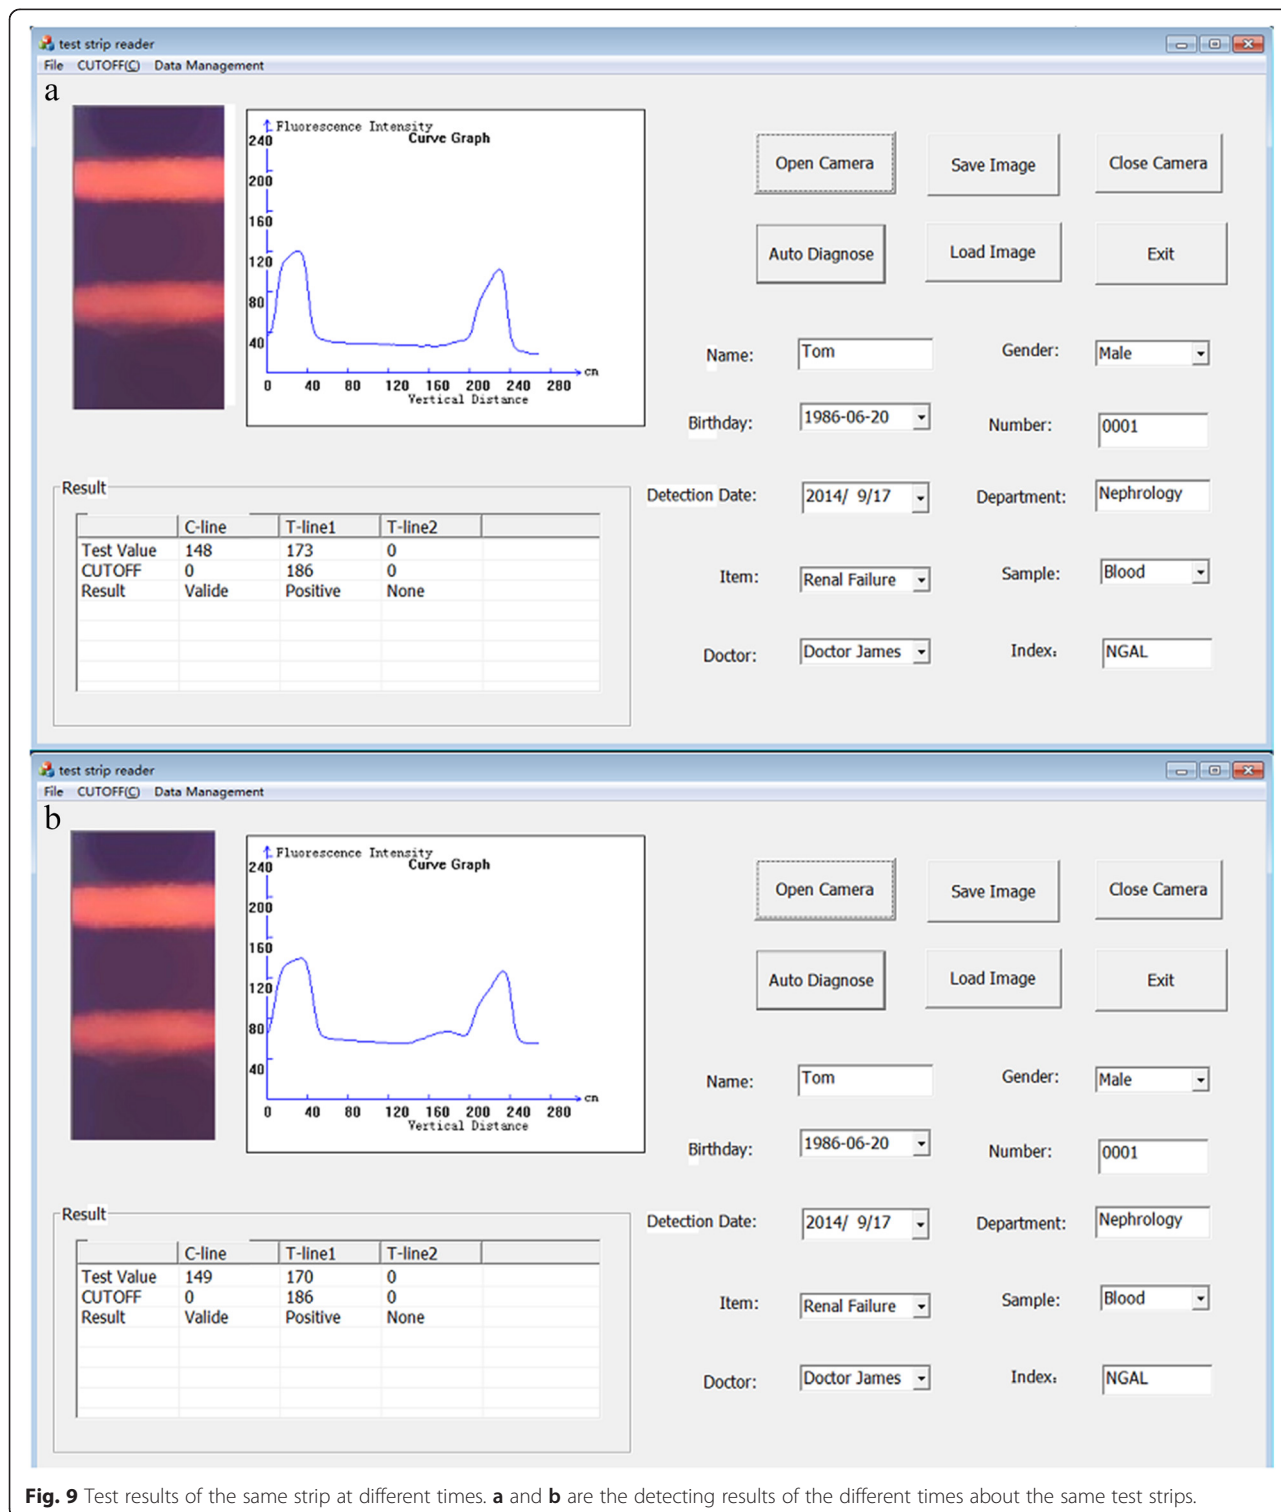 test strip reader
File CUTOFF(C) Data Management
a
Fluorescence Intensity
Curve Graph
240
200
160
120
80
40
0 40 80 120 160 200 240 280 cn
Vertical Distance
Open Camera Save Image Close Camera
Auto Diagnose Load Image Exit
Name: Tom Gender: Male
Birthday: 1986-06-20 Number: 0001
Detection Date: 2014/ 9/17 Department: Nephrology
Item: Renal Failure Sample: Blood
Doctor: Doctor James Index: NGAL
Result
C-line T-line1 T-line2
Test Value 148 173 0
CUTOFF 0 186 0
Result Valide Positive None
test strip reader
File CUTOFF(C) Data Management
b
Fluorescence Intensity
Curve Graph
240
200
160
120
80
40
0 40 80 120 160 200 240 280 cn
Vertical Distance
Open Camera Save Image Close Camera
Auto Diagnose Load Image Exit
Name: Tom Gender: Male
Birthday: 1986-06-20 Number: 0001
Detection Date: 2014/ 9/17 Department: Nephrology
Item: Renal Failure Sample: Blood
Doctor: Doctor James Index: NGAL
Result
C-line T-line1 T-line2
Test Value 149 170 0
CUTOFF 0 186 0
Result Valide Positive None
Fig. 9 Test results of the same strip at different times. a and b are the detecting results of the different times about the same test strips.